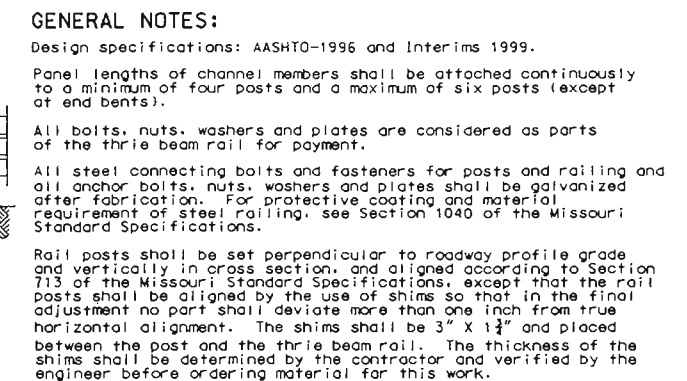 GENERAL NOTES:
Design specifications: AASHTO-1996 and Interims 1999.
Panel lengths of channel members shall be attached continuously
to a minimum of four posts and a maximum of six posts (except
at end bents).
All bolts, nuts, washers and plates are considered as parts
of the thrie beam rail for payment.
All steel connecting bolts and fasteners for posts and railing and
all anchor bolts, nuts, washers and plates shall be galvanized
after fabrication. For protective coating and material
requirement of steel railing, see Section 1040 of the Missouri
Standard Specifications.
Rail posts shall be set perpendicular to roadway profile grade
and vertically in cross section, and aligned according to Section
713 of the Missouri Standard Specifications, except that the rail
posts shall be aligned by the use of shims so that in the final
adjustment no part shall deviate more than one inch from true
horizontal alignment. The shims shall be 3" X 1¾" and placed
between the post and the thrie beam rail. The thickness of the
shims shall be determined by the contractor and verified by the
engineer before ordering material for this work.